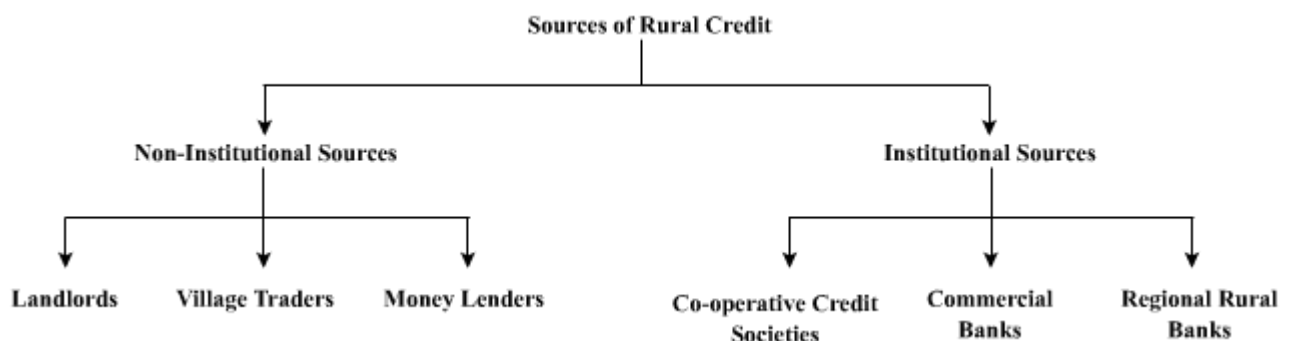 Sources of Rural Credit
Non-Institutional Sources
Institutional Sources
Landlords
Village Traders
Money Lenders
Co-operative Credit
Societies
Commercial
Banks
Regional Rural
Banks